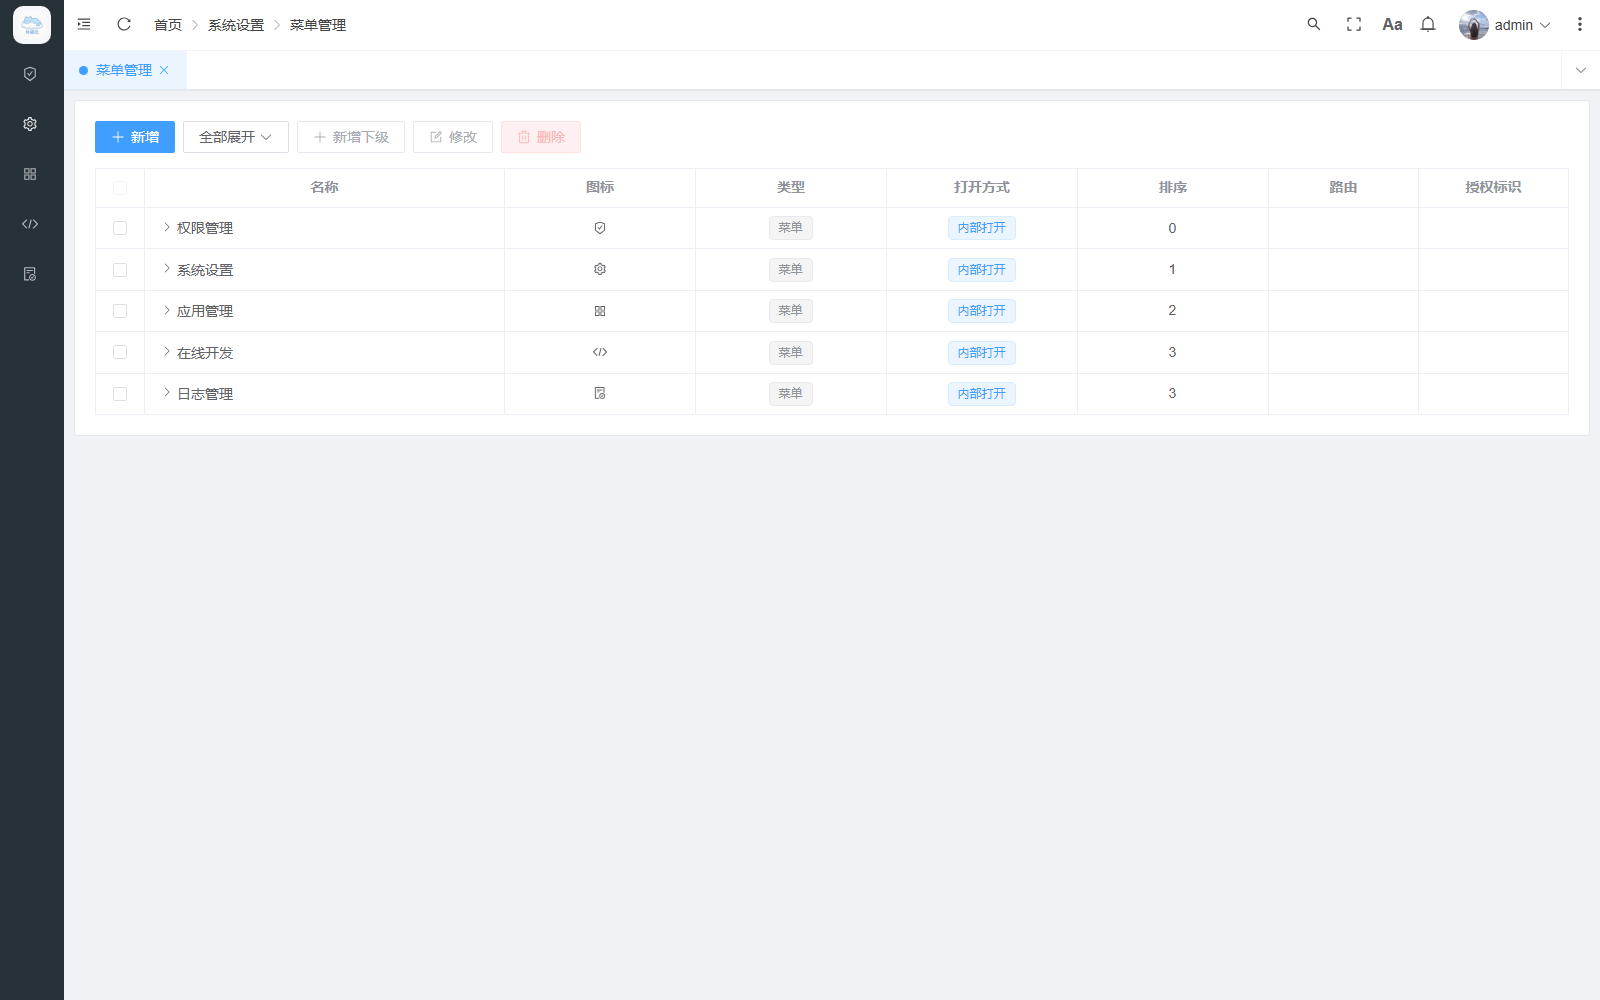 首页 系统设置 菜单管理 Aa admin
菜单管理
新增 全部展开 新增下级 修改 删除
名称 图标 类型 打开方式 排序 路由 授权标识
权限管理 菜单 内部打开 0
系统设置 菜单 内部打开 1
应用管理 菜单 内部打开 2
在线开发 菜单 内部打开 3
日志管理 菜单 内部打开 3